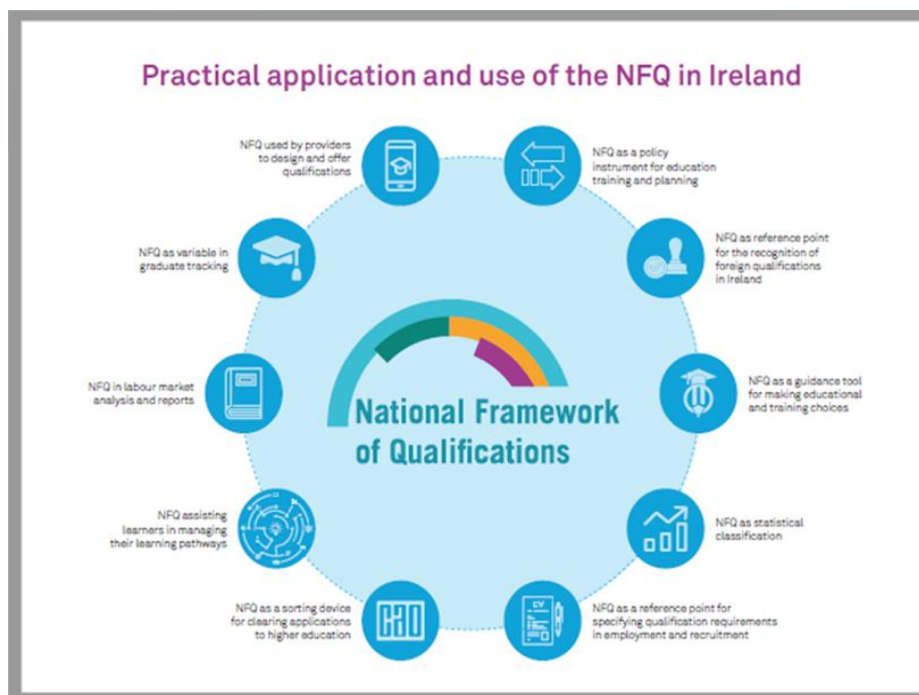 Practical application and use of the NFQ in Ireland
NFQ used by providers
to design and offer
qualifications
NFQ as a policy
instrument for education
training and planning
NFQ as variable in
graduate tracking
NFQ as reference point
for the recognition of
foreign qualifications
in Ireland
NFQ in labour market
analysis and reports
NFQ as a guidance tool
for making educational
and training choices
National Framework
of Qualifications
NFQ assisting
learners in managing
their learning pathways
NFQ as statistical
classification
NFQ as a sorting device
for clearing applications
to higher education
cao
CV
NFQ as a reference point for
specifying qualification requirements
in employment and recruitment